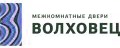 МЕЖКОМНАТНЫЕ ДВЕРИ
ВОЛХОВЕЦ